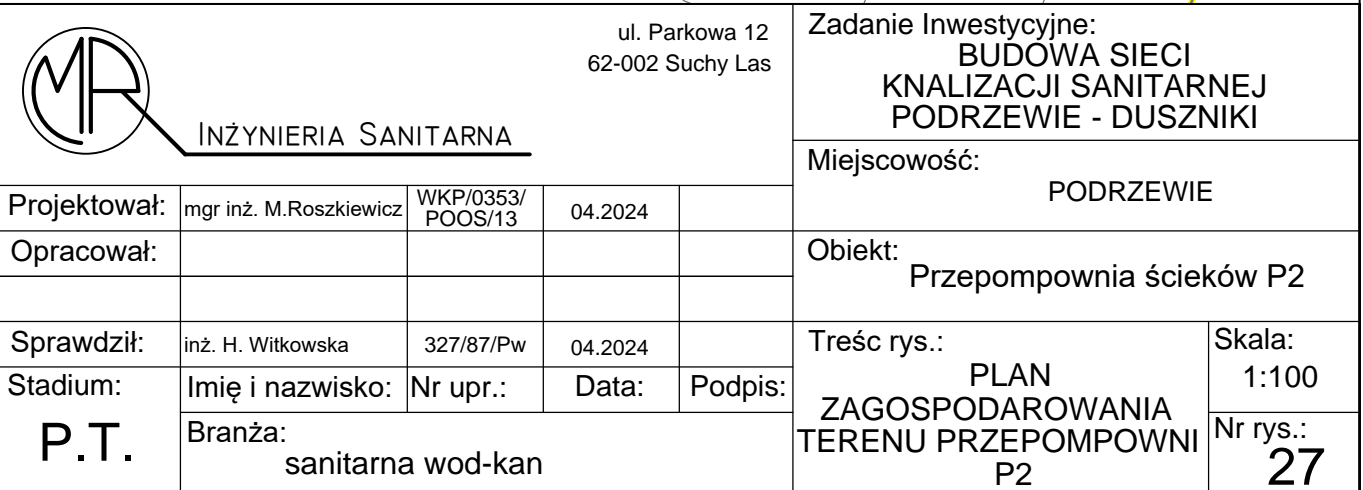 MR
INŻYNIERIA SANITARNA
ul. Parkowa 12
62-002 Suchy Las
Zadanie Inwestycyjne:
BUDOWA SIECI
KNALIZACJI SANITARNEJ
PODRZEWIE - DUSZNIKI
Miejscowość:
PODRZEWIE
Projektował: mgr inż. M.Roszkiewicz WKP/0353/
POOS/13 04.2024
Opracował:
Obiekt:
Przepompownia ścieków P2
Sprawdził: inż. H. Witkowska 327/87/Pw 04.2024
Stadium: Imię i nazwisko: Nr upr.: Data: Podpis:
P.T.
Branża:
sanitarna wod-kan
Treśc rys.:
PLAN
ZAGOSPODAROWANIA
TERENU PRZEPOMPOWNI
P2
Skala:
1:100
Nr rys.:
27